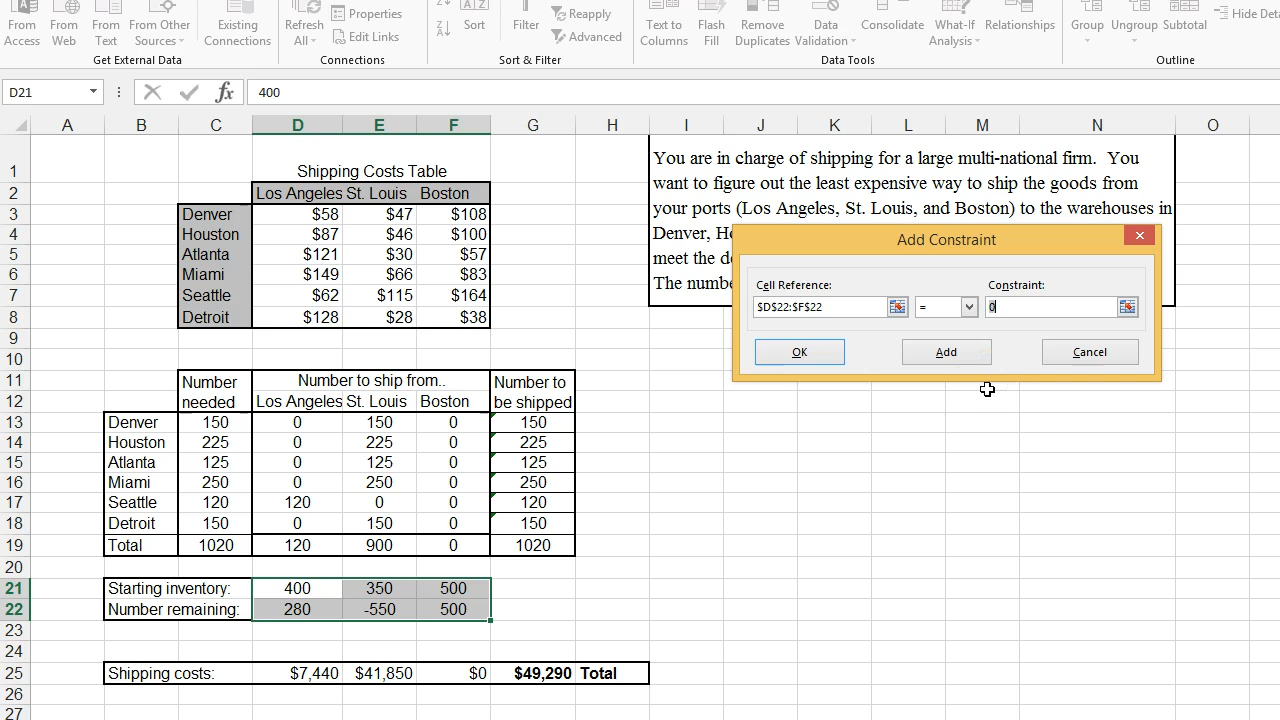 From From From From Other Existing Refresh Properties Sort Filter Reapply Text to Flash Remove Data Consolidate What-If Relationships Group Ungroup Subtotal Hide Deta
Access Web Text Sources Connections All Edit Links Advanced Columns Fill Duplicates Validation Analysis
Get External Data Connections Sort & Filter Data Tools Outline
D21 fx 400
A B C D E F G H I J K L M N O
1 Shipping Costs Table
2 Los Angeles St. Louis Boston
3 Denver $58 $47 $108
4 Houston $87 $46 $100
5 Atlanta $121 $30 $57
6 Miami $149 $66 $83
7 Seattle $62 $115 $164
8 Detroit $128 $28 $38
9
10
11 Number Number to ship from.. Number to
12 needed Los Angeles St. Louis Boston be shipped
13 Denver 150 0 150 0 150
14 Houston 225 0 225 0 225
15 Atlanta 125 0 125 0 125
16 Miami 250 0 250 0 250
17 Seattle 120 120 0 0 120
18 Detroit 150 0 150 0 150
19 Total 1020 120 900 0 1020
20
21 Starting inventory: 400 350 500
22 Number remaining: 280 -550 500
23
24
25 Shipping costs: $7,440 $41,850 $0 $49,290 Total
26
27
You are in charge of shipping for a large multi-national firm. You
want to figure out the least expensive way to ship the goods from
your ports (Los Angeles, St. Louis, and Boston) to the warehouses in
Denver,
meet the
The
Add Constraint
Cell Reference: Constraint:
$D$22:$F$22 = 0
OK Add Cancel